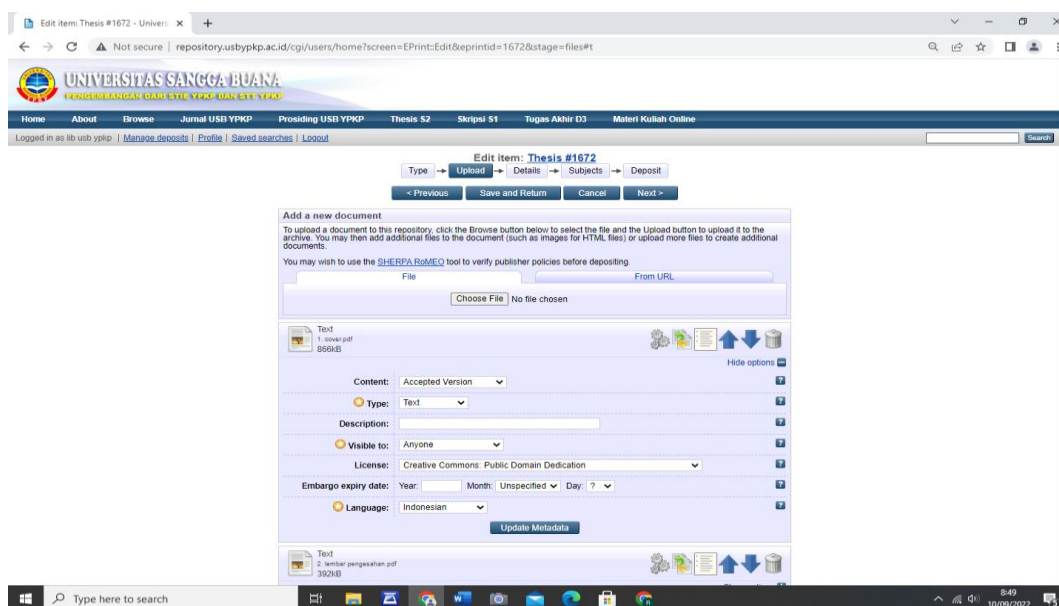 Edit item: Thesis #1672 - Univers
Not secure | repository.usbypkp.ac.id/cgi/users/home?screen=EPrint::Edit&eprintid=1672&stage=files#t
UNIVERSITAS SANGGA BUANA
PENGEMBANGAN DARI STIE YPKP DAN STT YPKP
Home About Browse Jurnal USB YPKP Prosiding USB YPKP Thesis S2 Skripsi S1 Tugas Akhir D3 Materi Kuliah Online
Logged in as lib usb ypkp | Manage deposits | Profile | Saved searches | Logout Search
Edit item: Thesis #1672
Type Upload Details Subjects Deposit
< Previous Save and Return Cancel Next >
Add a new document
To upload a document to this repository, click the Browse button below to select the file and the Upload button to upload it to the
archive. You may then add additional files to the document (such as images for HTML files) or upload more files to create additional
documents.
You may wish to use the SHERPA RoMEO tool to verify publisher policies before depositing.
File From URL
Choose File No file chosen
Text
1. cover.pdf
866kB
Hide options
Content: Accepted Version
Type: Text
Description:
Visible to: Anyone
License: Creative Commons: Public Domain Dedication
Embargo expiry date: Year: Month: Unspecified Day: ?
Language: Indonesian
Update Metadata
Text
2. lembar pengesahan.pdf
392kB
Type here to search
8:49
10/09/2022